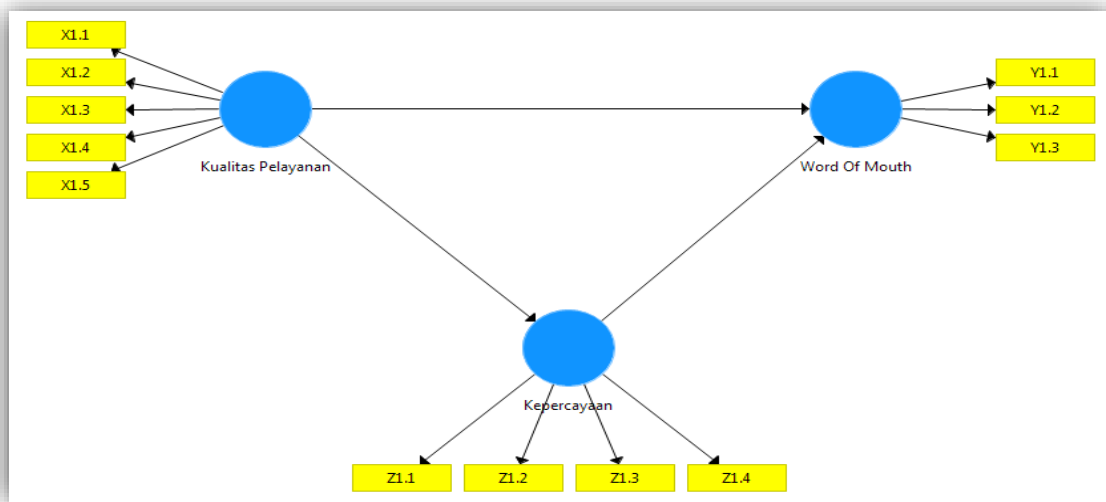 X1.1
X1.2
X1.3
X1.4
X1.5
Kualitas Pelayanan
Y1.1
Y1.2
Y1.3
Word Of Mouth
Kepercayaan
Z1.1
Z1.2
Z1.3
Z1.4